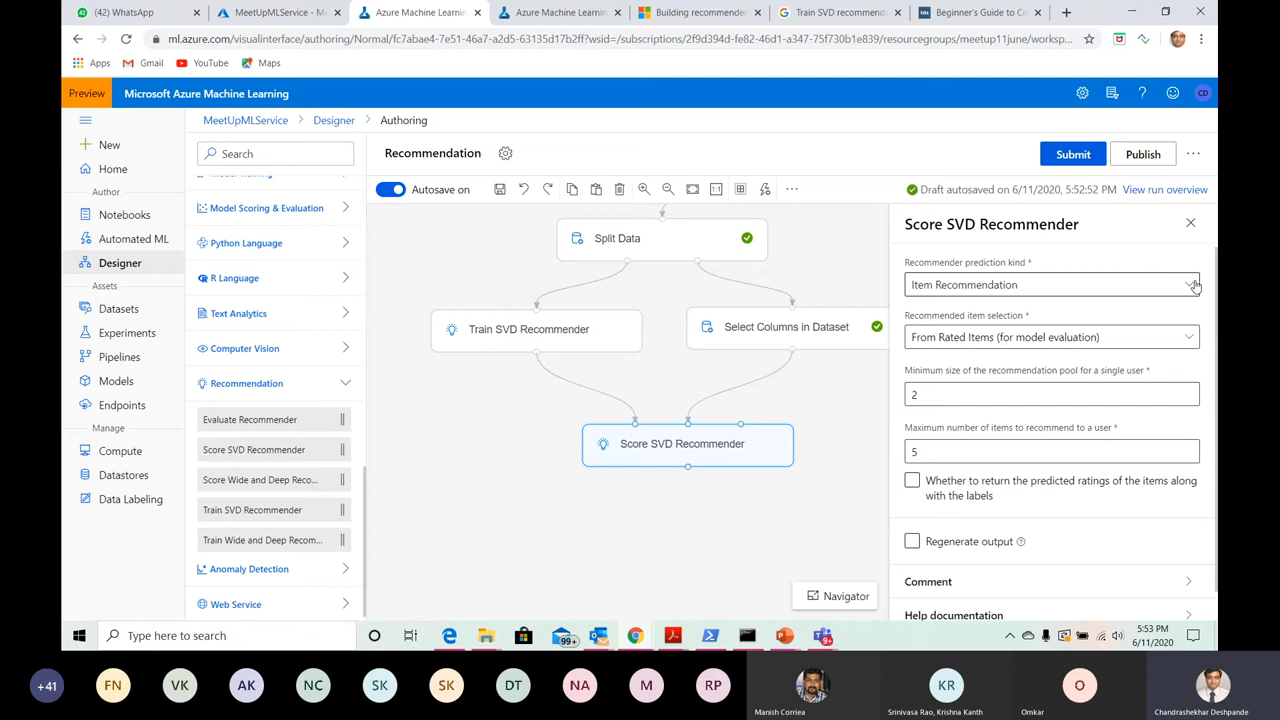 (99) WhatsApp
MeetUpMLService - M
Azure Machine Learnin
Azure Machine Learnin
Building recommender
Train SVD recommend
Beginner's Guide to Cr
ml.azure.com/visualinterface/authoring/Normal/fc7abae4-7e51-46a7-a2d5-63135d17b2ff?wsid=/subscriptions/2f9d394d-fe82-46d1-a347-75f730b1e839/resourcegroups/meetup11june/worksp...
Apps
Gmail
YouTube
Maps
Preview
Microsoft Azure Machine Learning
CD
MeetUpMLService > Designer > Authoring
New
Home
Author
Notebooks
Automated ML
Designer
Assets
Datasets
Experiments
Pipelines
Models
Endpoints
Manage
Compute
Datastores
Data Labeling
Search
Model Scoring & Evaluation
Python Language
R Language
Text Analytics
Computer Vision
Recommendation
Evaluate Recommender
Score SVD Recommender
Score Wide and Deep Reco...
Train SVD Recommender
Train Wide and Deep Recom...
Anomaly Detection
Web Service
Recommendation
Submit
Publish
Autosave on
Draft autosaved on 6/11/2020, 5:52:52 PM
View run overview
Split Data
Train SVD Recommender
Select Columns in Dataset
Score SVD Recommender
Navigator
Score SVD Recommender
Recommender prediction kind *
Item Recommendation
Recommended item selection *
From Rated Items (for model evaluation)
Minimum size of the recommendation pool for a single user *
2
Maximum number of items to recommend to a user *
5
Whether to return the predicted ratings of the items along
with the labels
Regenerate output
Comment
Help documentation
Type here to search
99+
9+
5:53 PM
6/11/2020
+41
FN
VK
AK
NC
SK
SK
DT
NA
M
RP
KR
O
Manish Corriea
Srinivasa Rao, Krishna Kanth
Omkar
Chandrashekhar Deshpande